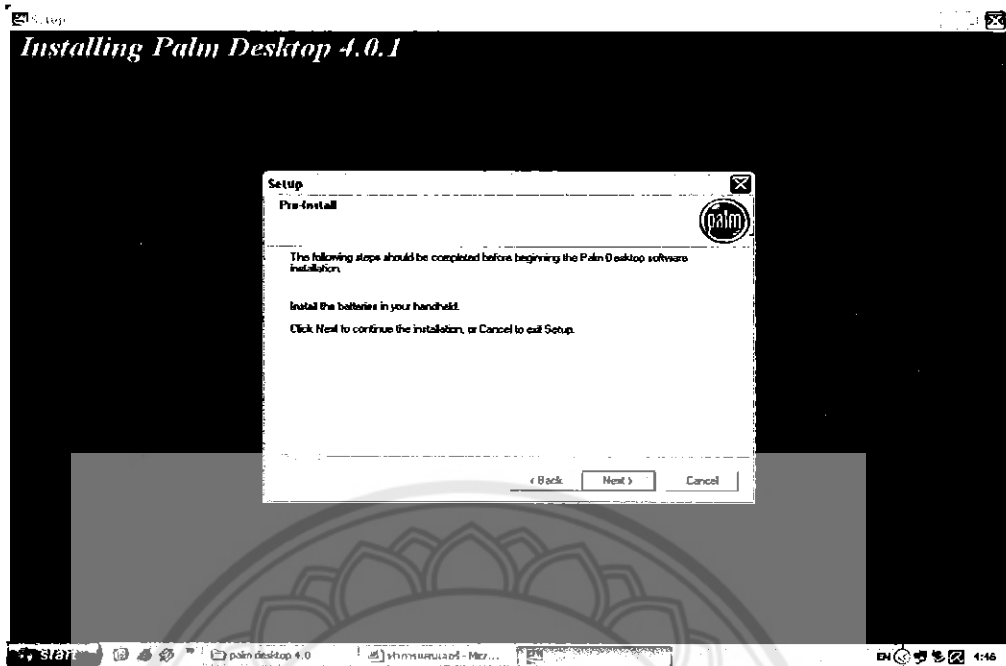 Setup
Installing Palm Desktop 4.0.1
Setup
Pre-Install
palm
The following steps should be completed before beginning the Palm Desktop software
installation.
Install the batteries in your handheld.
Click Next to continue the installation, or Cancel to exit Setup.
< Back
Next >
Cancel
start
palm desktop 4.0
EN
4:46